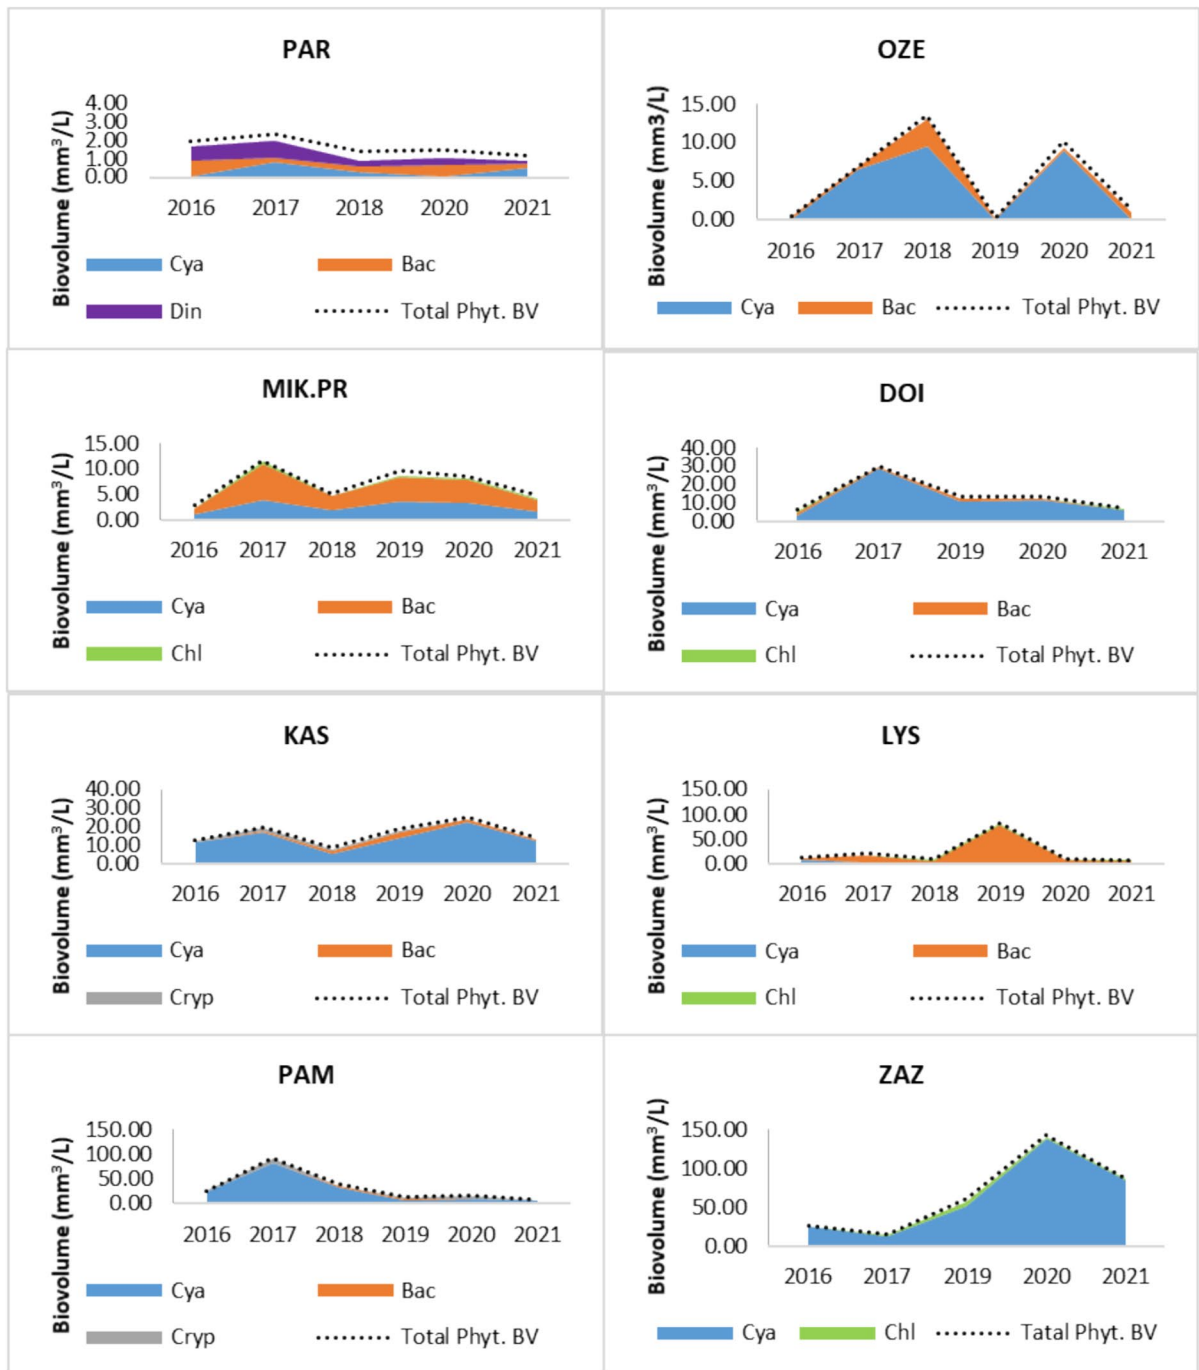 PAR
Biovolume (mm³/L)
4.00
3.00
2.00
1.00
0.00
2016 2017 2018 2020 2021
Cya Bac
Din Total Phyt. BV
OZE
Biovolume (mm3/L)
15.00
10.00
5.00
0.00
2016 2017 2018 2019 2020 2021
Cya Bac Total Phyt. BV
MIK.PR
Biovolume (mm³/L)
15.00
10.00
5.00
0.00
2016 2017 2018 2019 2020 2021
Cya Bac
Chl Total Phyt. BV
DOI
Biovolume (mm³/L)
40.00
30.00
20.00
10.00
0.00
2016 2017 2019 2020 2021
Cya Bac
Chl Total Phyt. BV
KAS
Biovolume (mm³/L)
40.00
30.00
20.00
10.00
0.00
2016 2017 2018 2019 2020 2021
Cya Bac
Cryp Total Phyt. BV
LYS
Biovolume (mm³/L)
150.00
100.00
50.00
0.00
2016 2017 2018 2019 2020 2021
Cya Bac
Chl Total Phyt. BV
PAM
Biovolume (mm³/L)
150.00
100.00
50.00
0.00
2016 2017 2018 2019 2020 2021
Cya Bac
Cryp Total Phyt. BV
ZAZ
Biovolume (mm³/L)
150.00
100.00
50.00
0.00
2016 2017 2019 2020 2021
Cya Chl Tatal Phyt. BV